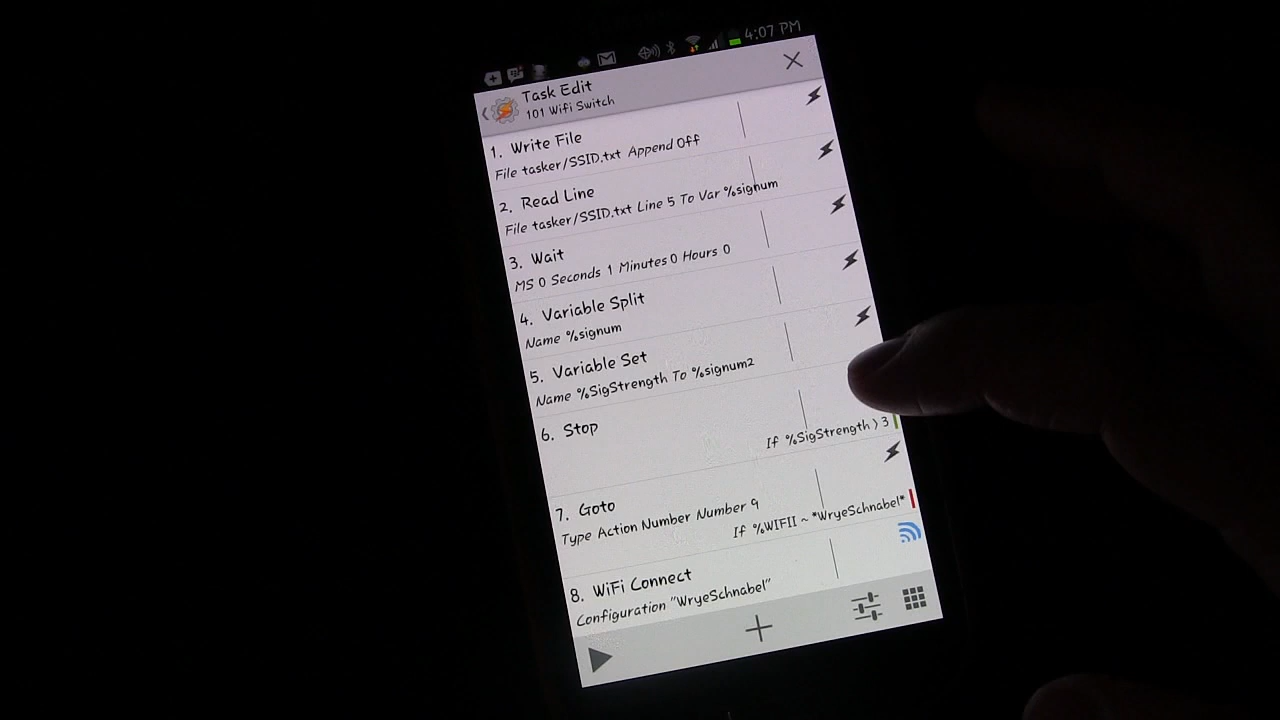 4:07 PM
Task Edit
101 Wifi Switch
1. Write File
File tasker/SSID.txt Append Off
2. Read Line
File tasker/SSID.txt Line 5 To Var %signum
3. Wait
MS 0 Seconds 1 Minutes 0 Hours 0
4. Variable Split
Name %signum
5. Variable Set
Name %SigStrength To %signum2
6. Stop
If %SigStrength > 3
7. Goto
Type Action Number Number 9
If %WIFII ~ *WryeSchnabel*
8. WiFi Connect
Configuration "WryeSchnabel"